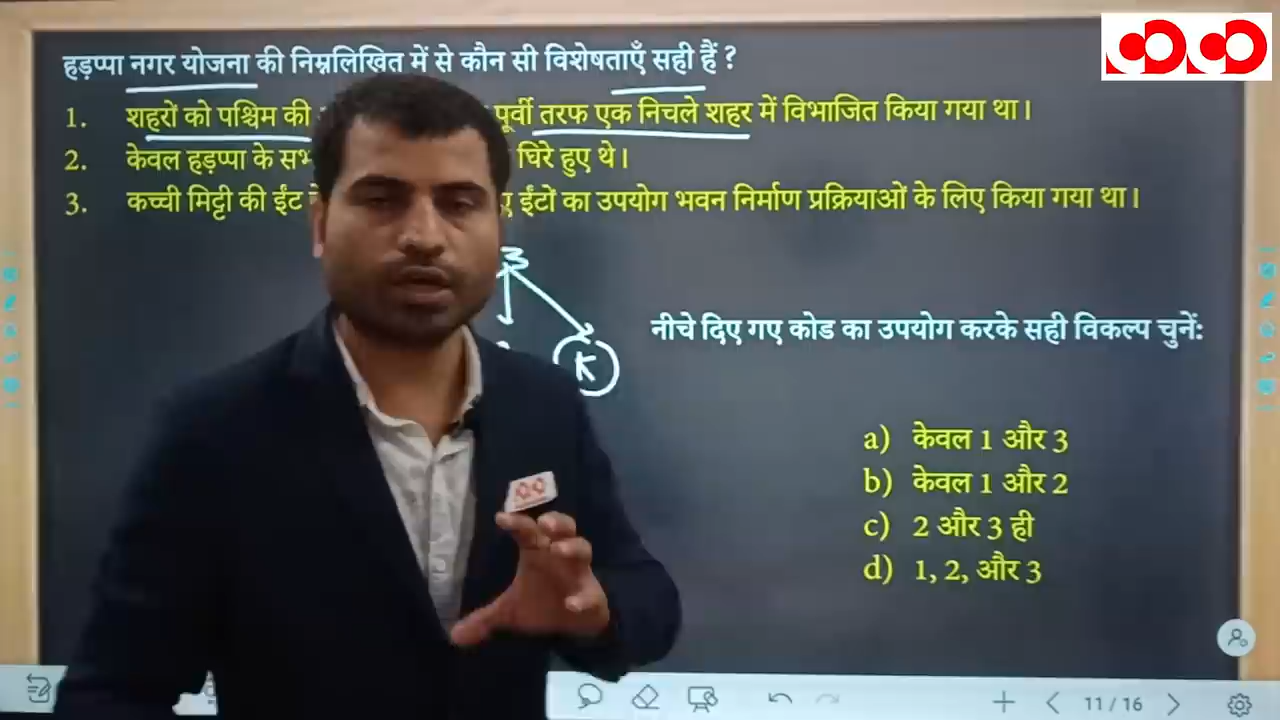 हड़प्पा नगर योजना की निम्नलिखित में से कौन सी विशेषताएँ सही हैं ?
1. शहरों को पश्चिम की पूर्वी तरफ एक निचले शहर में विभाजित किया गया था।
2. केवल हड़प्पा के घिरे हुए थे।
3. कच्ची मिट्टी की ईंट ईंटों का उपयोग भवन निर्माण प्रक्रियाओं के लिए किया गया था।
3
K
नीचे दिए गए कोड का उपयोग करके सही विकल्प चुनें:
a) केवल 1 और 3
b) केवल 1 और 2
c) 2 और 3 ही
d) 1, 2, और 3
11 / 16